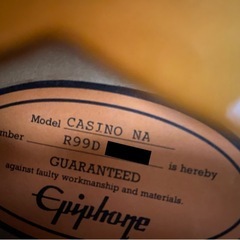 Model CASINO NA
mber R99D
is hereby
GUARANTEED
against faulty workmanship and materials.
Epiphone